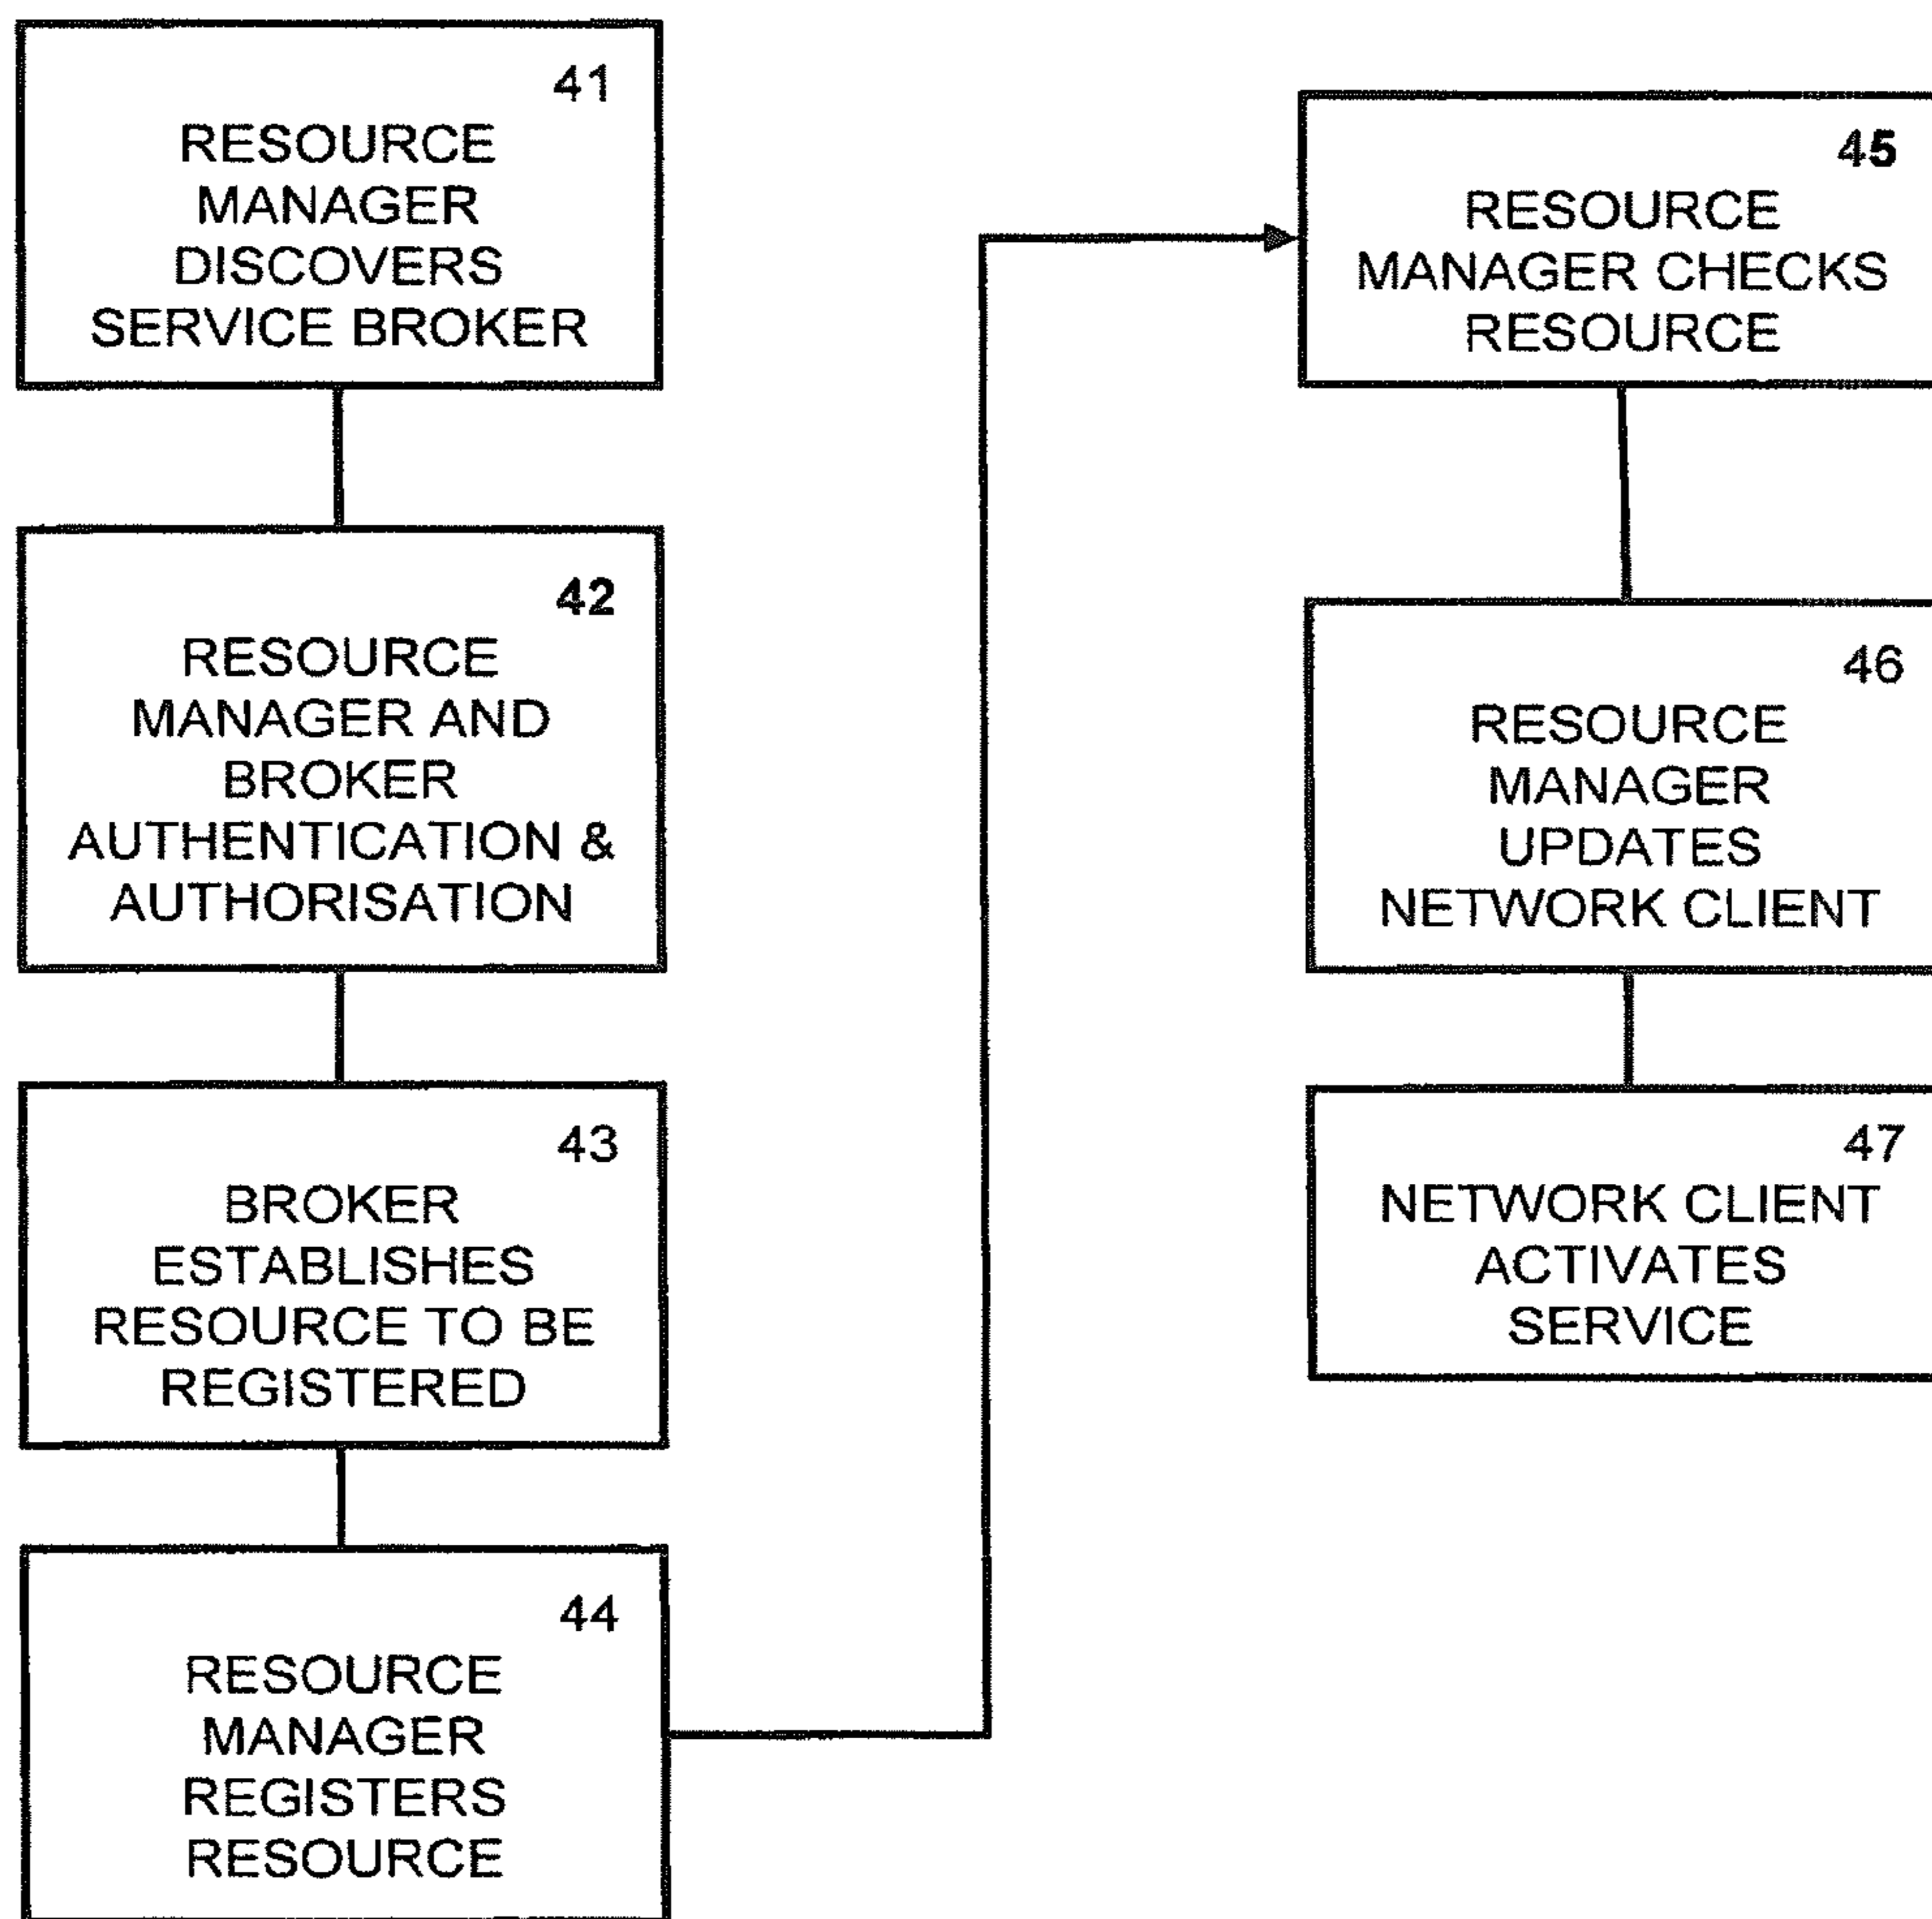 41
RESOURCE
MANAGER
DISCOVERS
SERVICE BROKER
42
RESOURCE
MANAGER AND
BROKER
AUTHENTICATION &
AUTHORISATION
43
BROKER
ESTABLISHES
RESOURCE TO BE
REGISTERED
44
RESOURCE
MANAGER
REGISTERS
RESOURCE
45
RESOURCE
MANAGER CHECKS
RESOURCE
46
RESOURCE
MANAGER
UPDATES
NETWORK CLIENT
47
NETWORK CLIENT
ACTIVATES
SERVICE